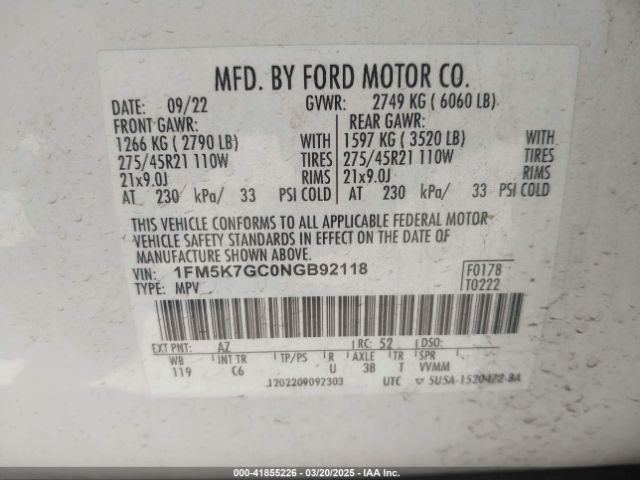 MFD. BY FORD MOTOR CO.
DATE: 09/22 GVWR: 2749 KG ( 6060 LB)
FRONT GAWR: REAR GAWR:
1266 KG ( 2790 LB) WITH 1597 KG ( 3520 LB) WITH
275/45R21 110W TIRES 275/45R21 110W TIRES
21x9.0J RIMS 21x9.0J RIMS
AT 230 kPa/ 33 PSI COLD AT 230 kPa/ 33 PSI COLD
THIS VEHICLE CONFORMS TO ALL APPLICABLE FEDERAL MOTOR
VEHICLE SAFETY STANDARDS IN EFFECT ON THE DATE OF
MANUFACTURE SHOWN ABOVE.
VIN: 1FM5K7GC0NGB92118 F0178
TYPE: MPV T0222
EXT PNT: AZ RC: 52 DSO:
WB INT TR TP/PS R AXLE TR SPR
119 C6 U 3B T VVMM
J202209092303 UTC ▽ 5U5A-1520472-BA
000-41855226 - 03/20/2025 - IAA Inc.